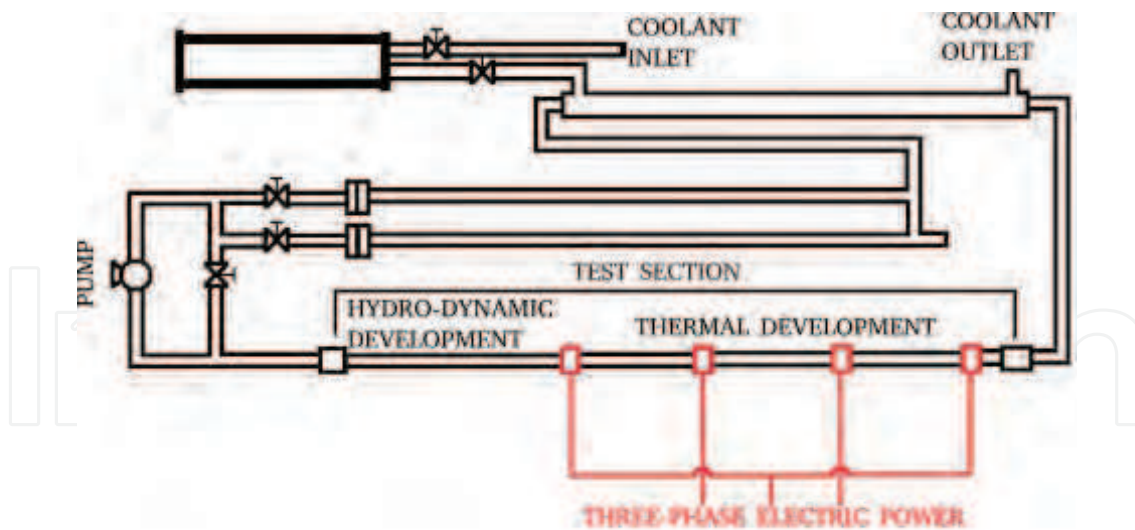 COOLANT
INLET
COOLANT
OUTLET
PUMP
TEST SECTION
HYDRO-DYNAMIC
DEVELOPMENT
THERMAL DEVELOPMENT
THREE-PHASE ELECTRIC POWER